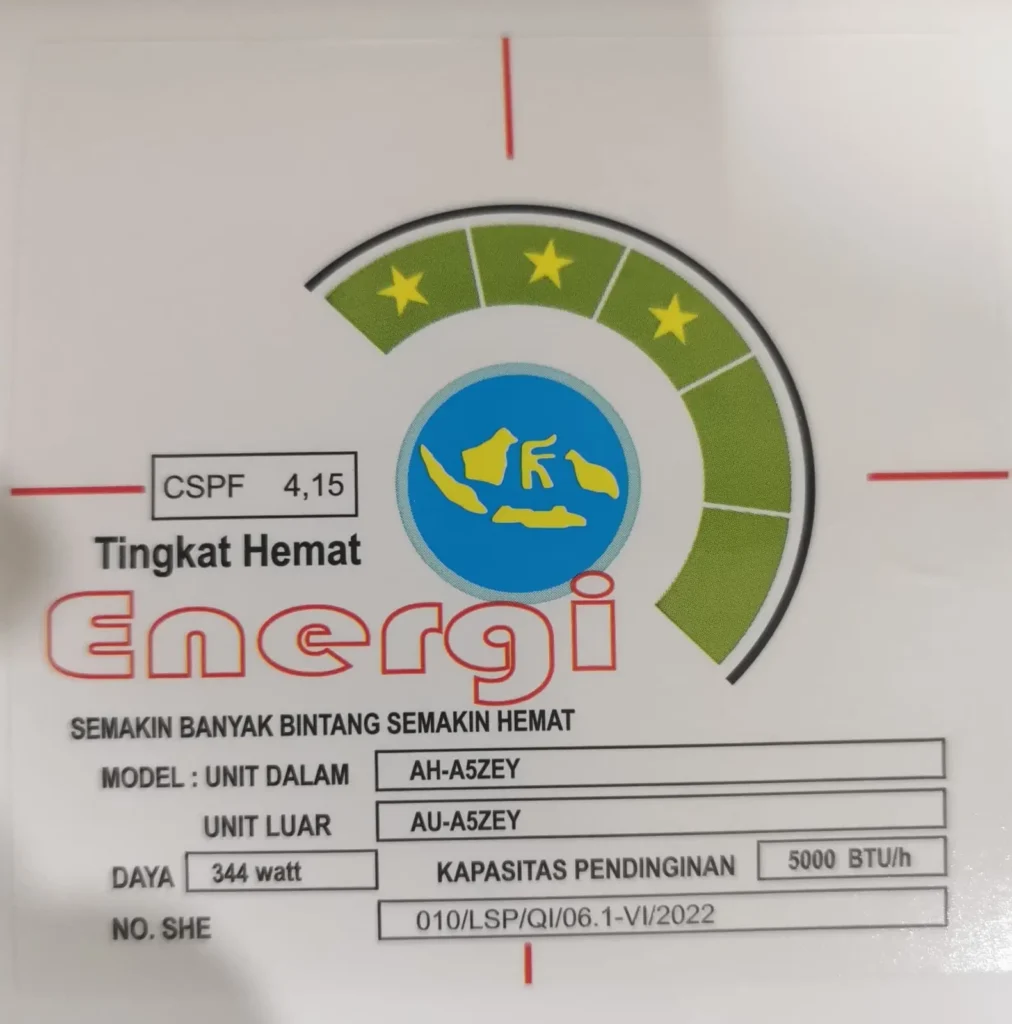 CSPF 4,15
Tingkat Hemat
Energi
SEMAKIN BANYAK BINTANG SEMAKIN HEMAT
MODEL : UNIT DALAM AH-A5ZEY
UNIT LUAR AU-A5ZEY
DAYA 344 watt KAPASITAS PENDINGINAN 5000 BTU/h
NO. SHE 010/LSP/QI/06.1-VI/2022